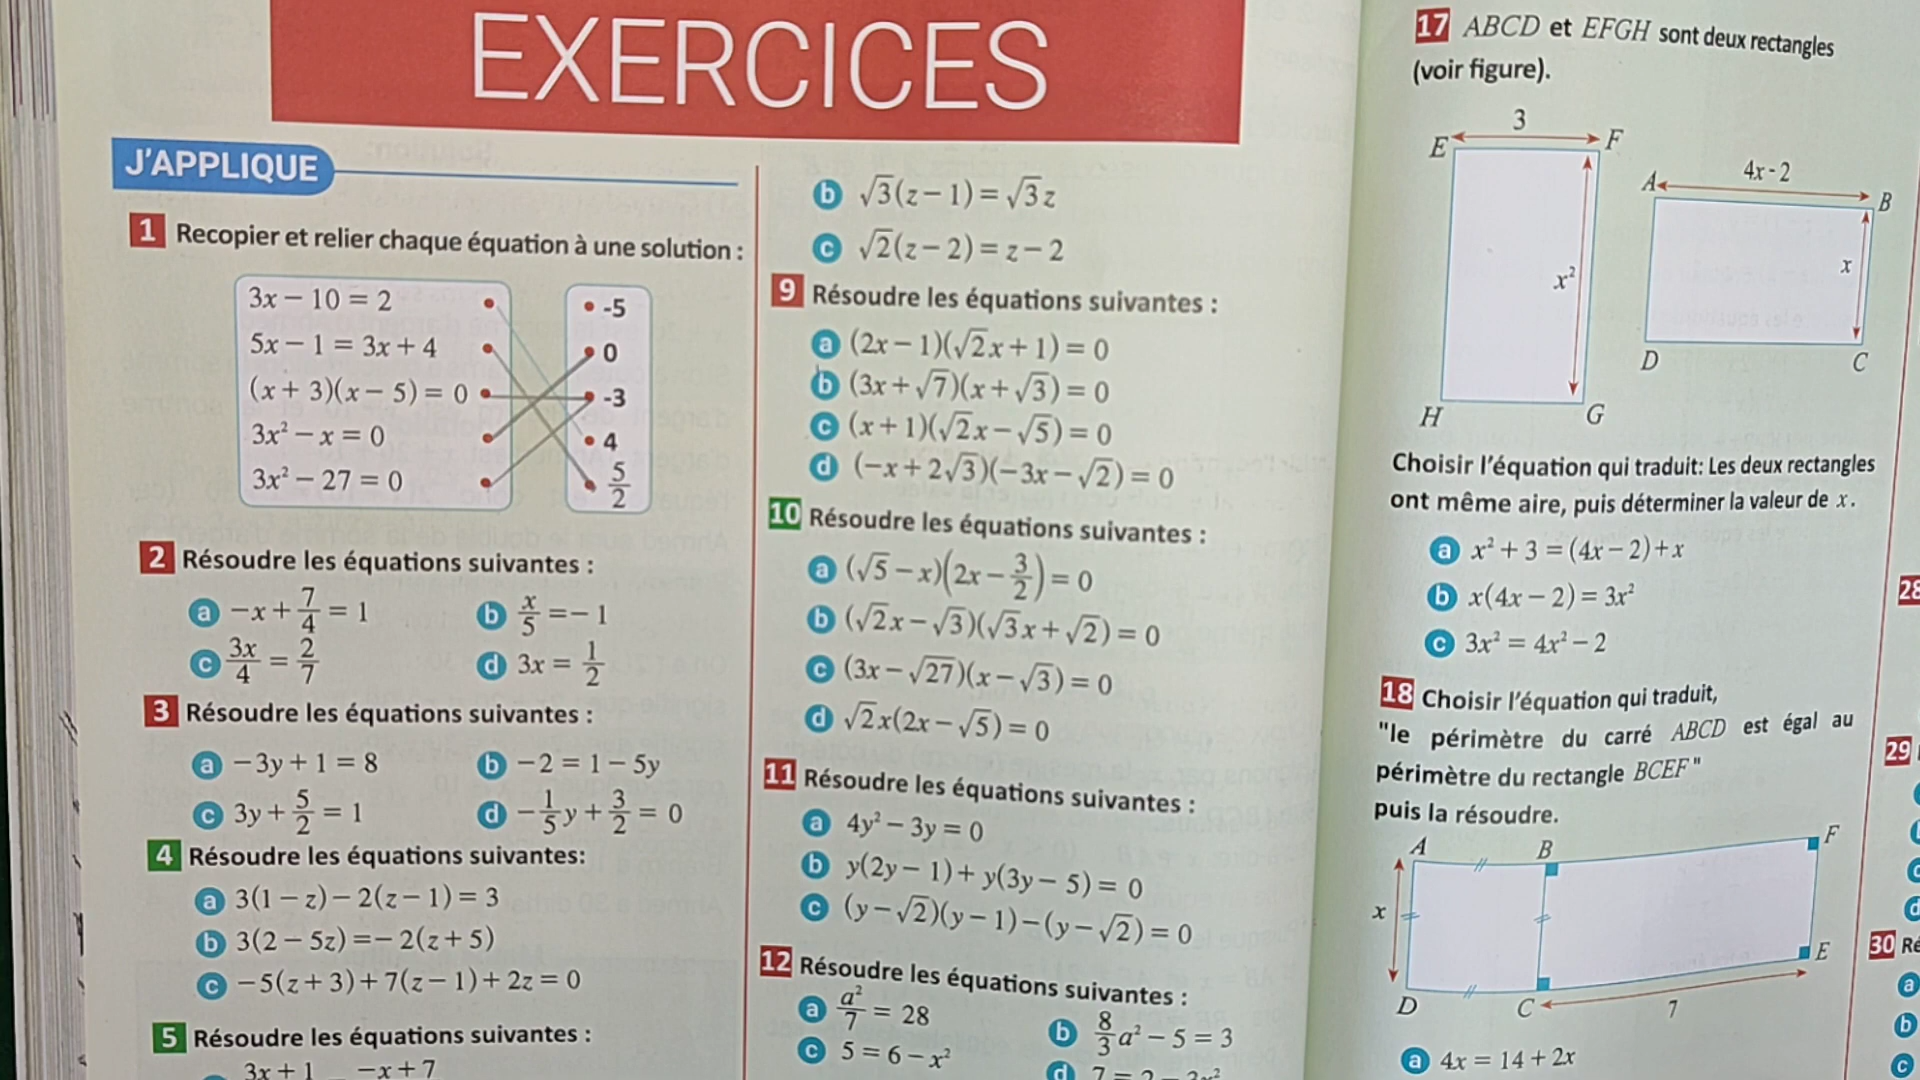 EXERCICES
J'APPLIQUE
1 Recopier et relier chaque équation à une solution :
3x − 10 = 2 • • -5
5x − 1 = 3x + 4 • • 0
(x + 3)(x − 5) = 0 • • -3
3x² − x = 0 • • 4
3x² − 27 = 0 • • 5/2
2 Résoudre les équations suivantes :
a −x + 7/4 = 1 b x/5 = − 1
c 3x/4 = 2/7 d 3x = 1/2
3 Résoudre les équations suivantes :
a −3y + 1 = 8 b −2 = 1 − 5y
c 3y + 5/2 = 1 d −1/5 y + 3/2 = 0
4 Résoudre les équations suivantes:
a 3(1 − z) − 2(z − 1) = 3
b 3(2 − 5z) = − 2(z + 5)
c −5(z + 3) + 7(z − 1) + 2z = 0
5 Résoudre les équations suivantes :
3x + 1 −x + 7
b √3(z − 1) = √3z
c √2(z − 2) = z − 2
9 Résoudre les équations suivantes :
a (2x − 1)(√2x + 1) = 0
b (3x + √7)(x + √3) = 0
c (x + 1)(√2x − √5) = 0
d (−x + 2√3)(−3x − √2) = 0
10 Résoudre les équations suivantes :
a (√5 − x)(2x − 3/2) = 0
b (√2x − √3)(√3x + √2) = 0
c (3x − √27)(x − √3) = 0
d √2x(2x − √5) = 0
11 Résoudre les équations suivantes :
a 4y² − 3y = 0
b y(2y − 1) + y(3y − 5) = 0
c (y − √2)(y − 1) − (y − √2) = 0
12 Résoudre les équations suivantes :
a a²/7 = 28 b 8/3 a² − 5 = 3
c 5 = 6 − x² d
17 ABCD et EFGH sont deux rectangles
(voir figure).
3
E F
4x - 2
A B
x² x
D C
H G
Choisir l'équation qui traduit: Les deux rectangles
ont même aire, puis déterminer la valeur de x.
a x² + 3 = (4x − 2) + x
b x(4x − 2) = 3x²
c 3x² = 4x² − 2
18 Choisir l'équation qui traduit,
"le périmètre du carré ABCD est égal au
périmètre du rectangle BCEF"
puis la résoudre.
A B F
x
E
D C 7
a 4x = 14 + 2x
28
29
30 Ré
a
b
c